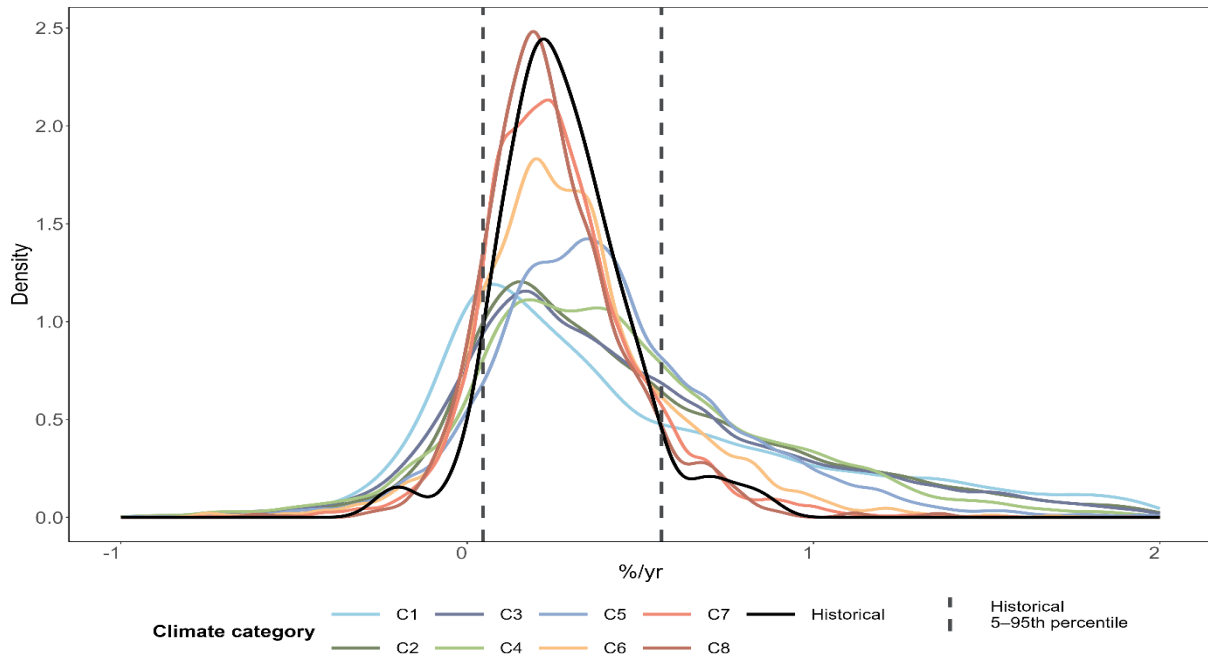 2.5
2.0
1.5
1.0
0.5
0.0
Density
-1 0 1 2
%/yr
Climate category
C1 C3 C5 C7 Historical
C2 C4 C6 C8
Historical
5–95th percentile